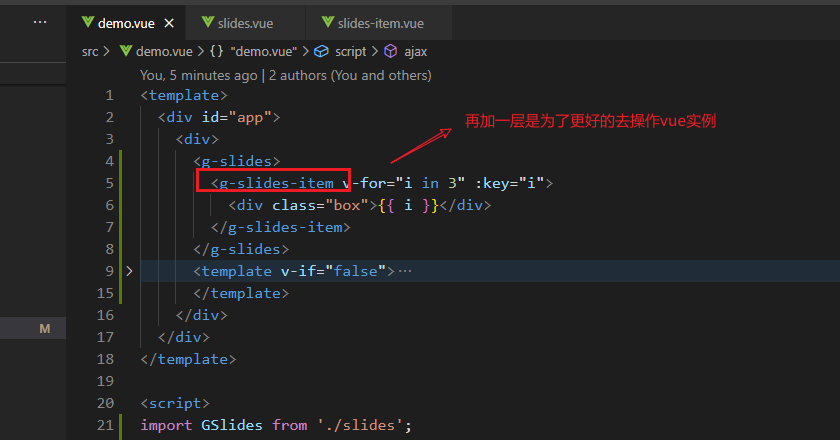 ··· demo.vue × slides.vue slides-item.vue
src > demo.vue > {} "demo.vue" > script > ajax
You, 5 minutes ago | 2 authors (You and others)
1 <template>
2 <div id="app">
再加一层是为了更好的去操作vue实例
3 <div>
4 <g-slides>
5 <g-slides-item v-for="i in 3" :key="i">
6 <div class="box">{{ i }}</div>
7 </g-slides-item>
8 </g-slides>
9 > <template v-if="false">···
15 </template>
16 </div>
M
17 </div>
18 </template>
19
20 <script>
21 import GSlides from './slides';